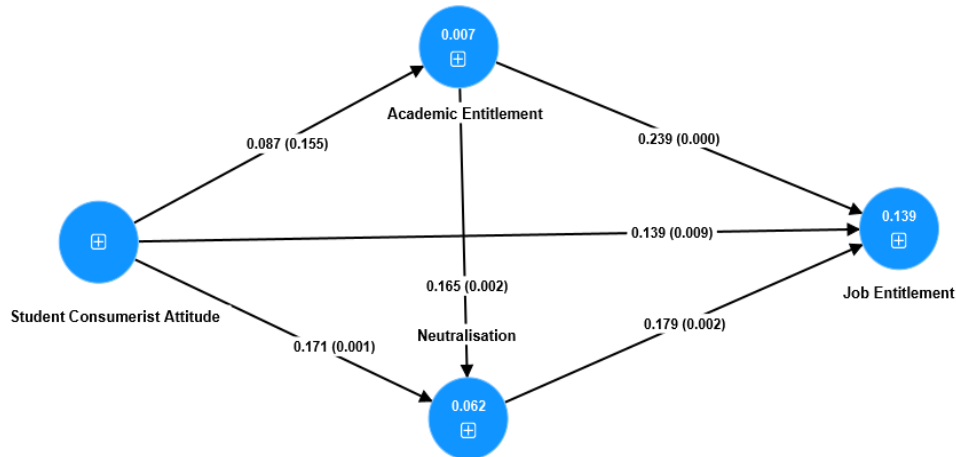 0.007
Academic Entitlement
0.087 (0.155)
0.239 (0.000)
0.139
0.139 (0.009)
Job Entitlement
0.165 (0.002)
Student Consumerist Attitude
0.179 (0.002)
Neutralisation
0.171 (0.001)
0.062